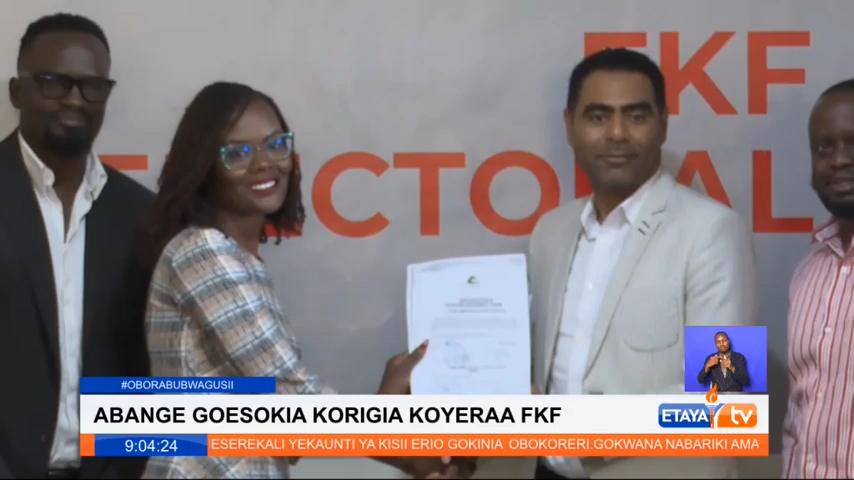 FKF
ECTORAL
#OBORABUBWAGUSII
ABANGE GOESOKIA KORIGIA KOYERAA FKF
ETAYA tv
9:04:24
ESEREKALI YEKAUNTI YA KISII ERIO GOKINIA OBOKORERI.GOKWANA NABARIKI AMA